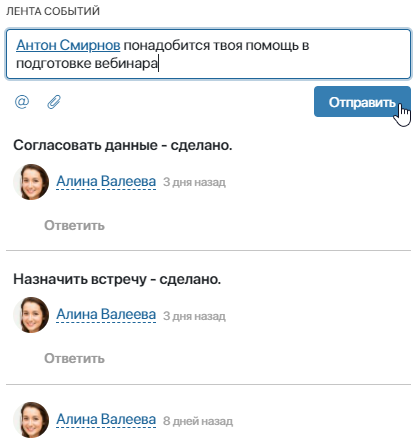 ЛЕНТА СОБЫТИЙ
Антон Смирнов понадобится твоя помощь в
подготовке вебинара
@
Отправить
Согласовать данные - сделано.
Алина Валеева 3 дня назад
Ответить
Назначить встречу - сделано.
Алина Валеева 3 дня назад
Ответить
Алина Валеева 8 дней назад